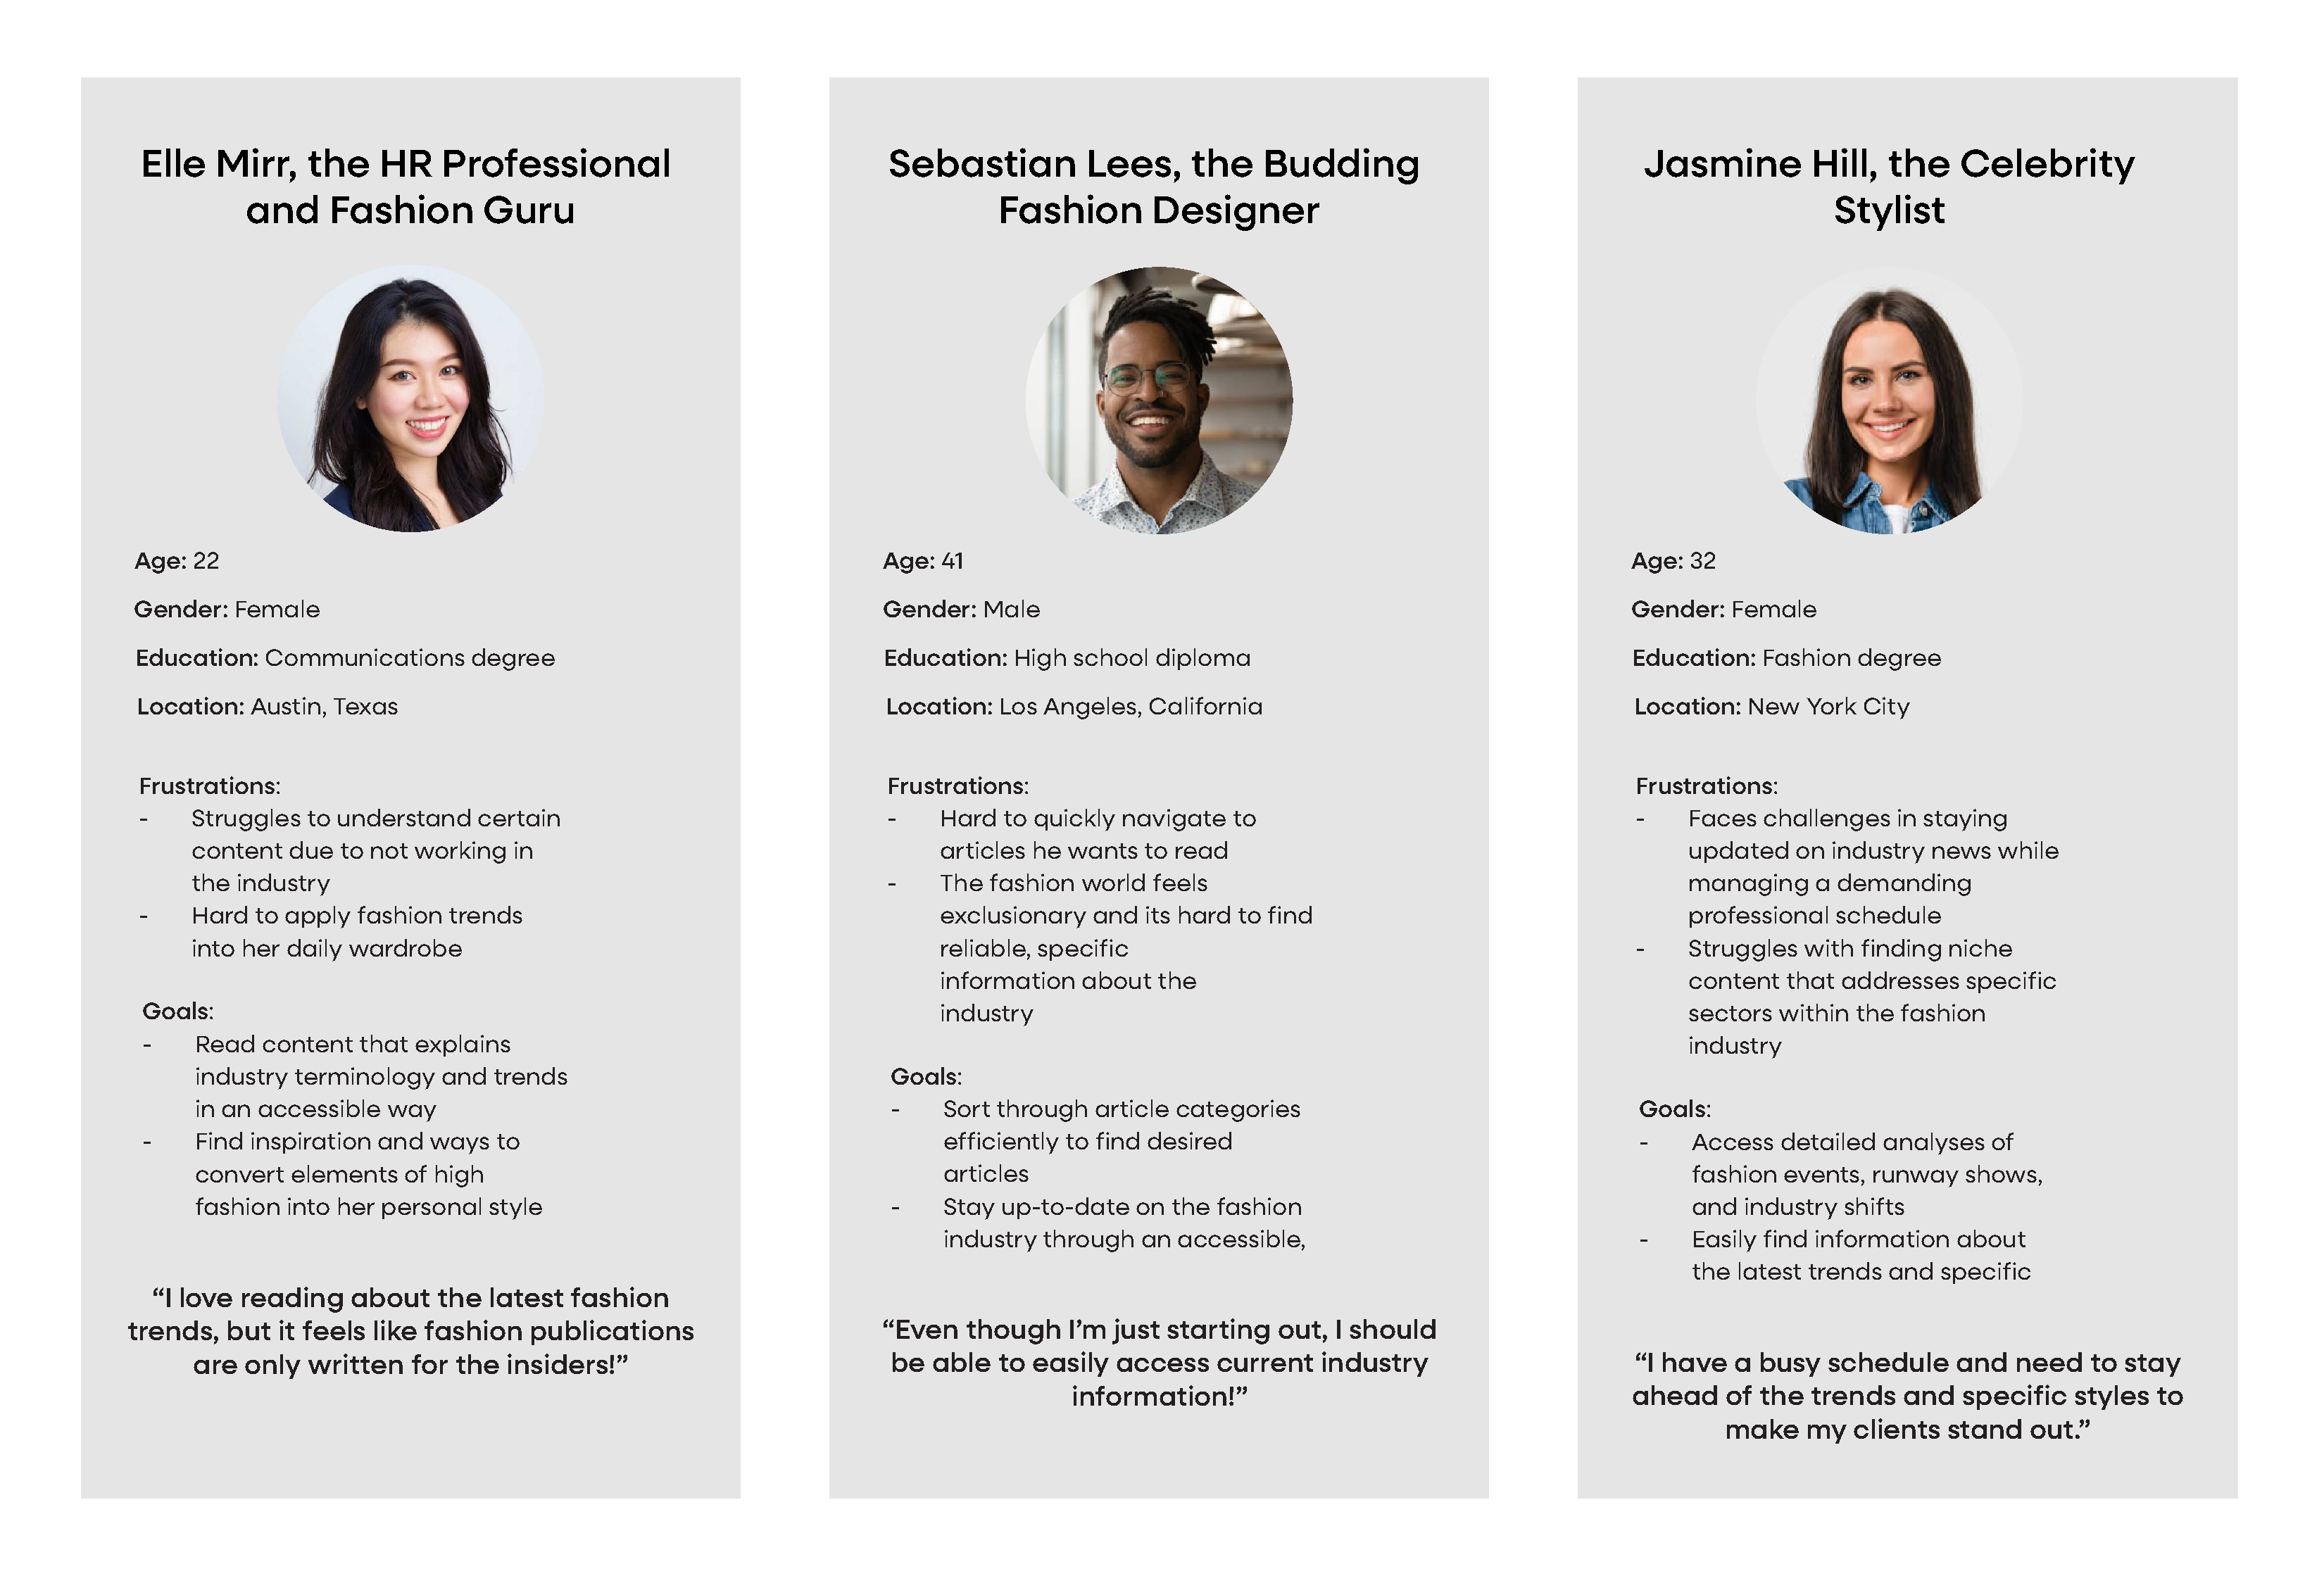 Elle Mirr, the HR Professional
and Fashion Guru
Age: 22
Gender: Female
Education: Communications degree
Location: Austin, Texas
Frustrations:
- Struggles to understand certain
content due to not working in
the industry
- Hard to apply fashion trends
into her daily wardrobe
Goals:
- Read content that explains
industry terminology and trends
in an accessible way
- Find inspiration and ways to
convert elements of high
fashion into her personal style
“I love reading about the latest fashion
trends, but it feels like fashion publications
are only written for the insiders!”
Sebastian Lees, the Budding
Fashion Designer
Age: 41
Gender: Male
Education: High school diploma
Location: Los Angeles, California
Frustrations:
- Hard to quickly navigate to
articles he wants to read
- The fashion world feels
exclusionary and its hard to find
reliable, specific
information about the
industry
Goals:
- Sort through article categories
efficiently to find desired
articles
- Stay up-to-date on the fashion
industry through an accessible,
“Even though I’m just starting out, I should
be able to easily access current industry
information!”
Jasmine Hill, the Celebrity
Stylist
Age: 32
Gender: Female
Education: Fashion degree
Location: New York City
Frustrations:
- Faces challenges in staying
updated on industry news while
managing a demanding
professional schedule
- Struggles with finding niche
content that addresses specific
sectors within the fashion
industry
Goals:
- Access detailed analyses of
fashion events, runway shows,
and industry shifts
- Easily find information about
the latest trends and specific
“I have a busy schedule and need to stay
ahead of the trends and specific styles to
make my clients stand out.”